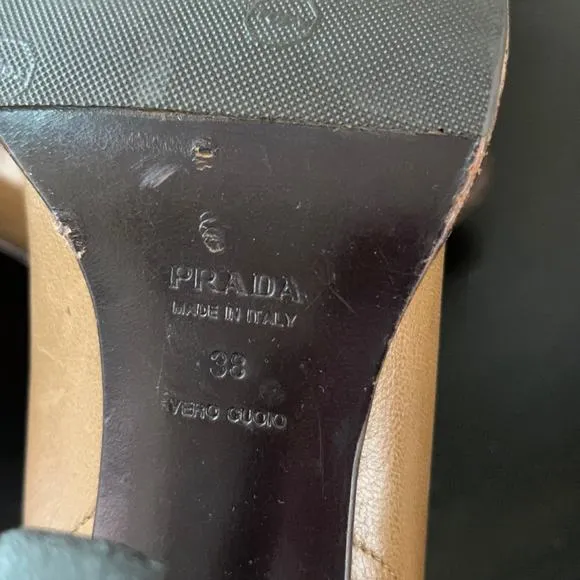 PRADA
MADE IN ITALY
38
VERO CUOIO